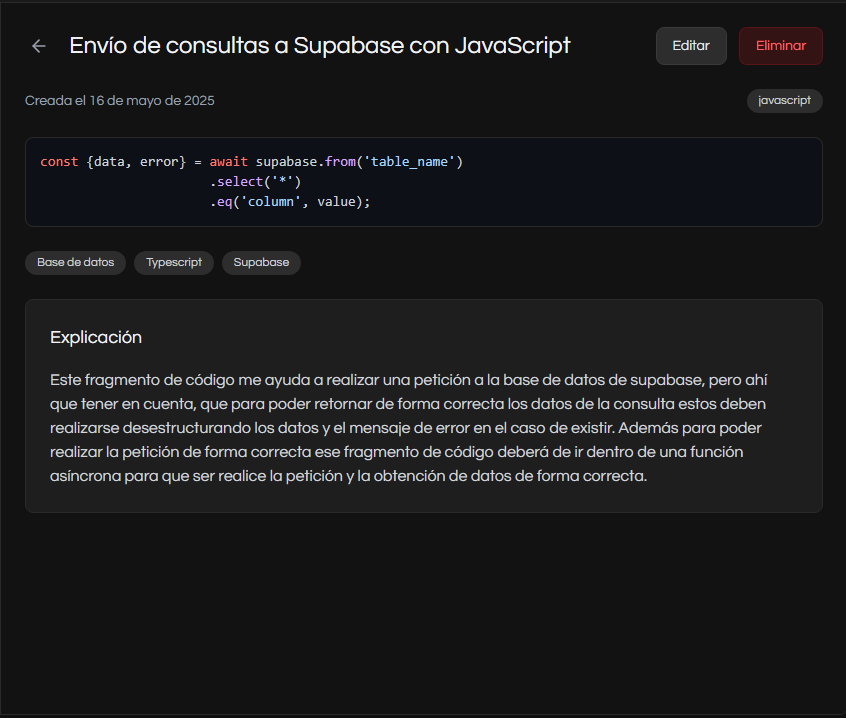 Envío de consultas a Supabase con JavaScript
Editar
Eliminar
Creada el 16 de mayo de 2025
javascript
const {data, error} = await supabase.from('table_name')
.select('*')
.eq('column', value);
Base de datos
Typescript
Supabase
Explicación
Este fragmento de código me ayuda a realizar una petición a la base de datos de supabase, pero ahí
que tener en cuenta, que para poder retornar de forma correcta los datos de la consulta estos deben
realizarse desestructurando los datos y el mensaje de error en el caso de existir. Además para poder
realizar la petición de forma correcta ese fragmento de código deberá de ir dentro de una función
asíncrona para que ser realice la petición y la obtención de datos de forma correcta.